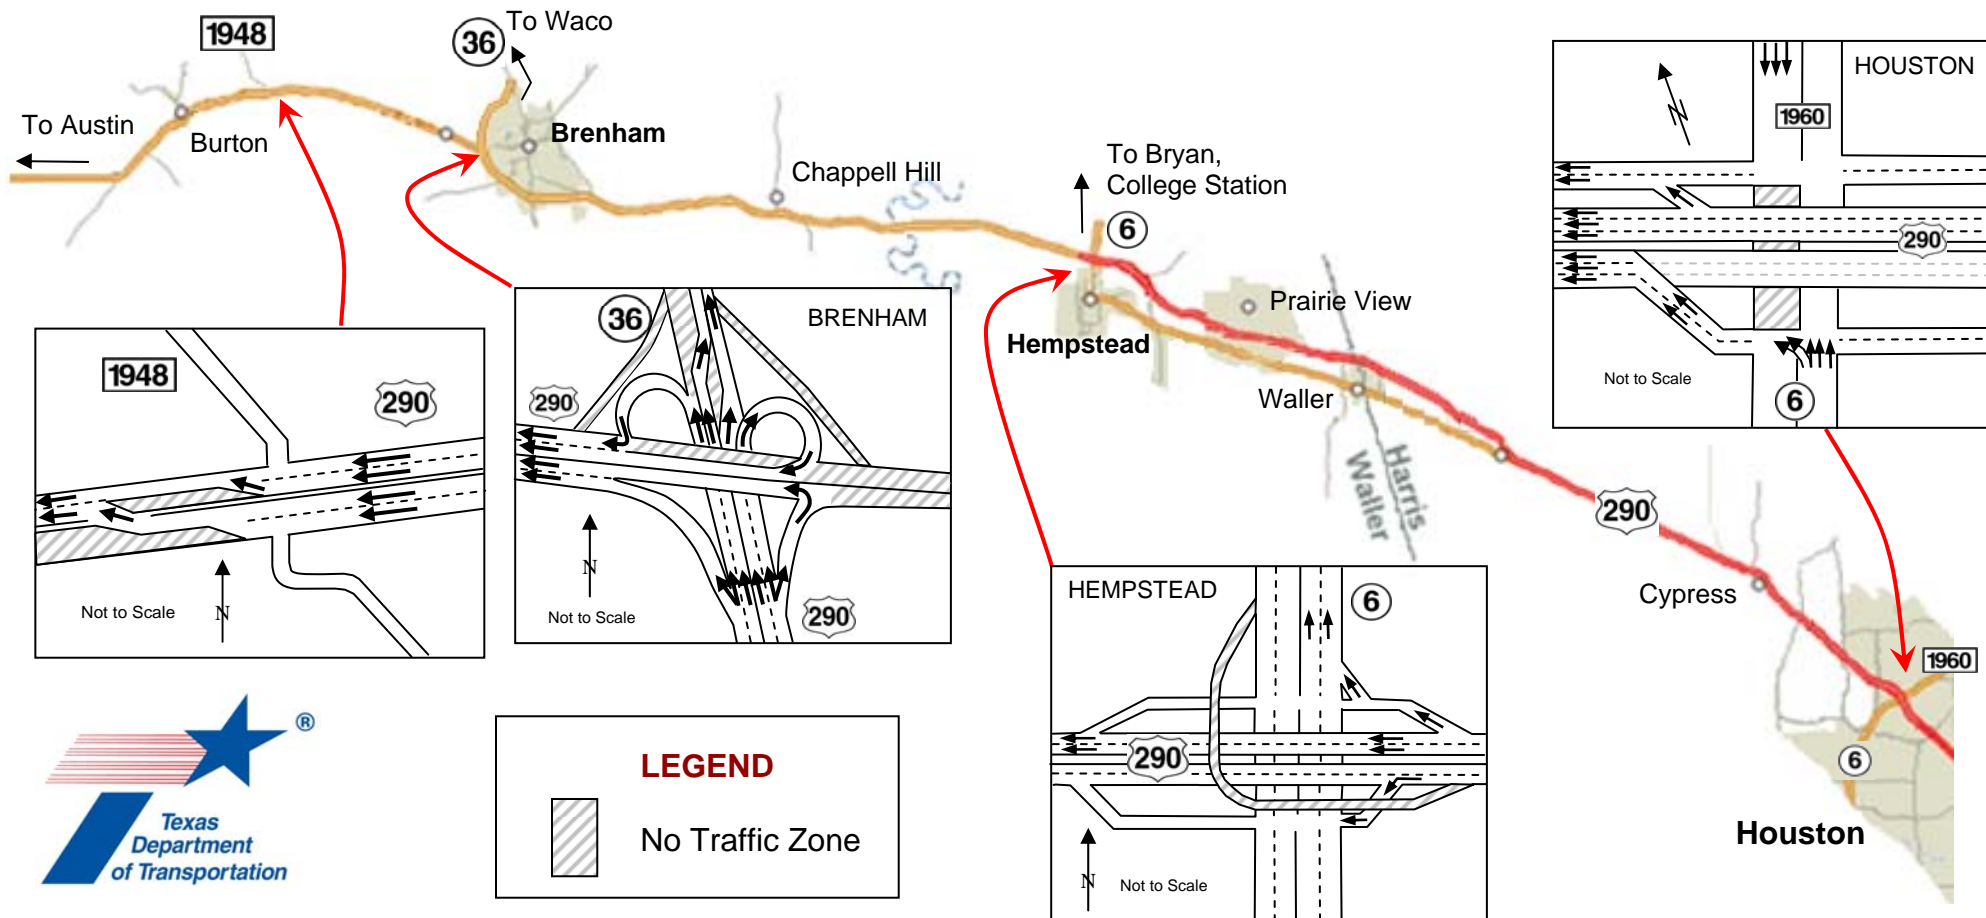 1948
36
To Waco
To Austin
Burton
Brenham
Chappell Hill
To Bryan,
College Station
6
Prairie View
Hempstead
Waller
Harris
Waller
290
Cypress
1960
6
Houston
HOUSTON
1960
290
Not to Scale
6
1948
290
Not to Scale
N
36
BRENHAM
290
N
Not to Scale
290
HEMPSTEAD
6
290
N
Not to Scale
®
Texas
Department
of Transportation
LEGEND
No Traffic Zone